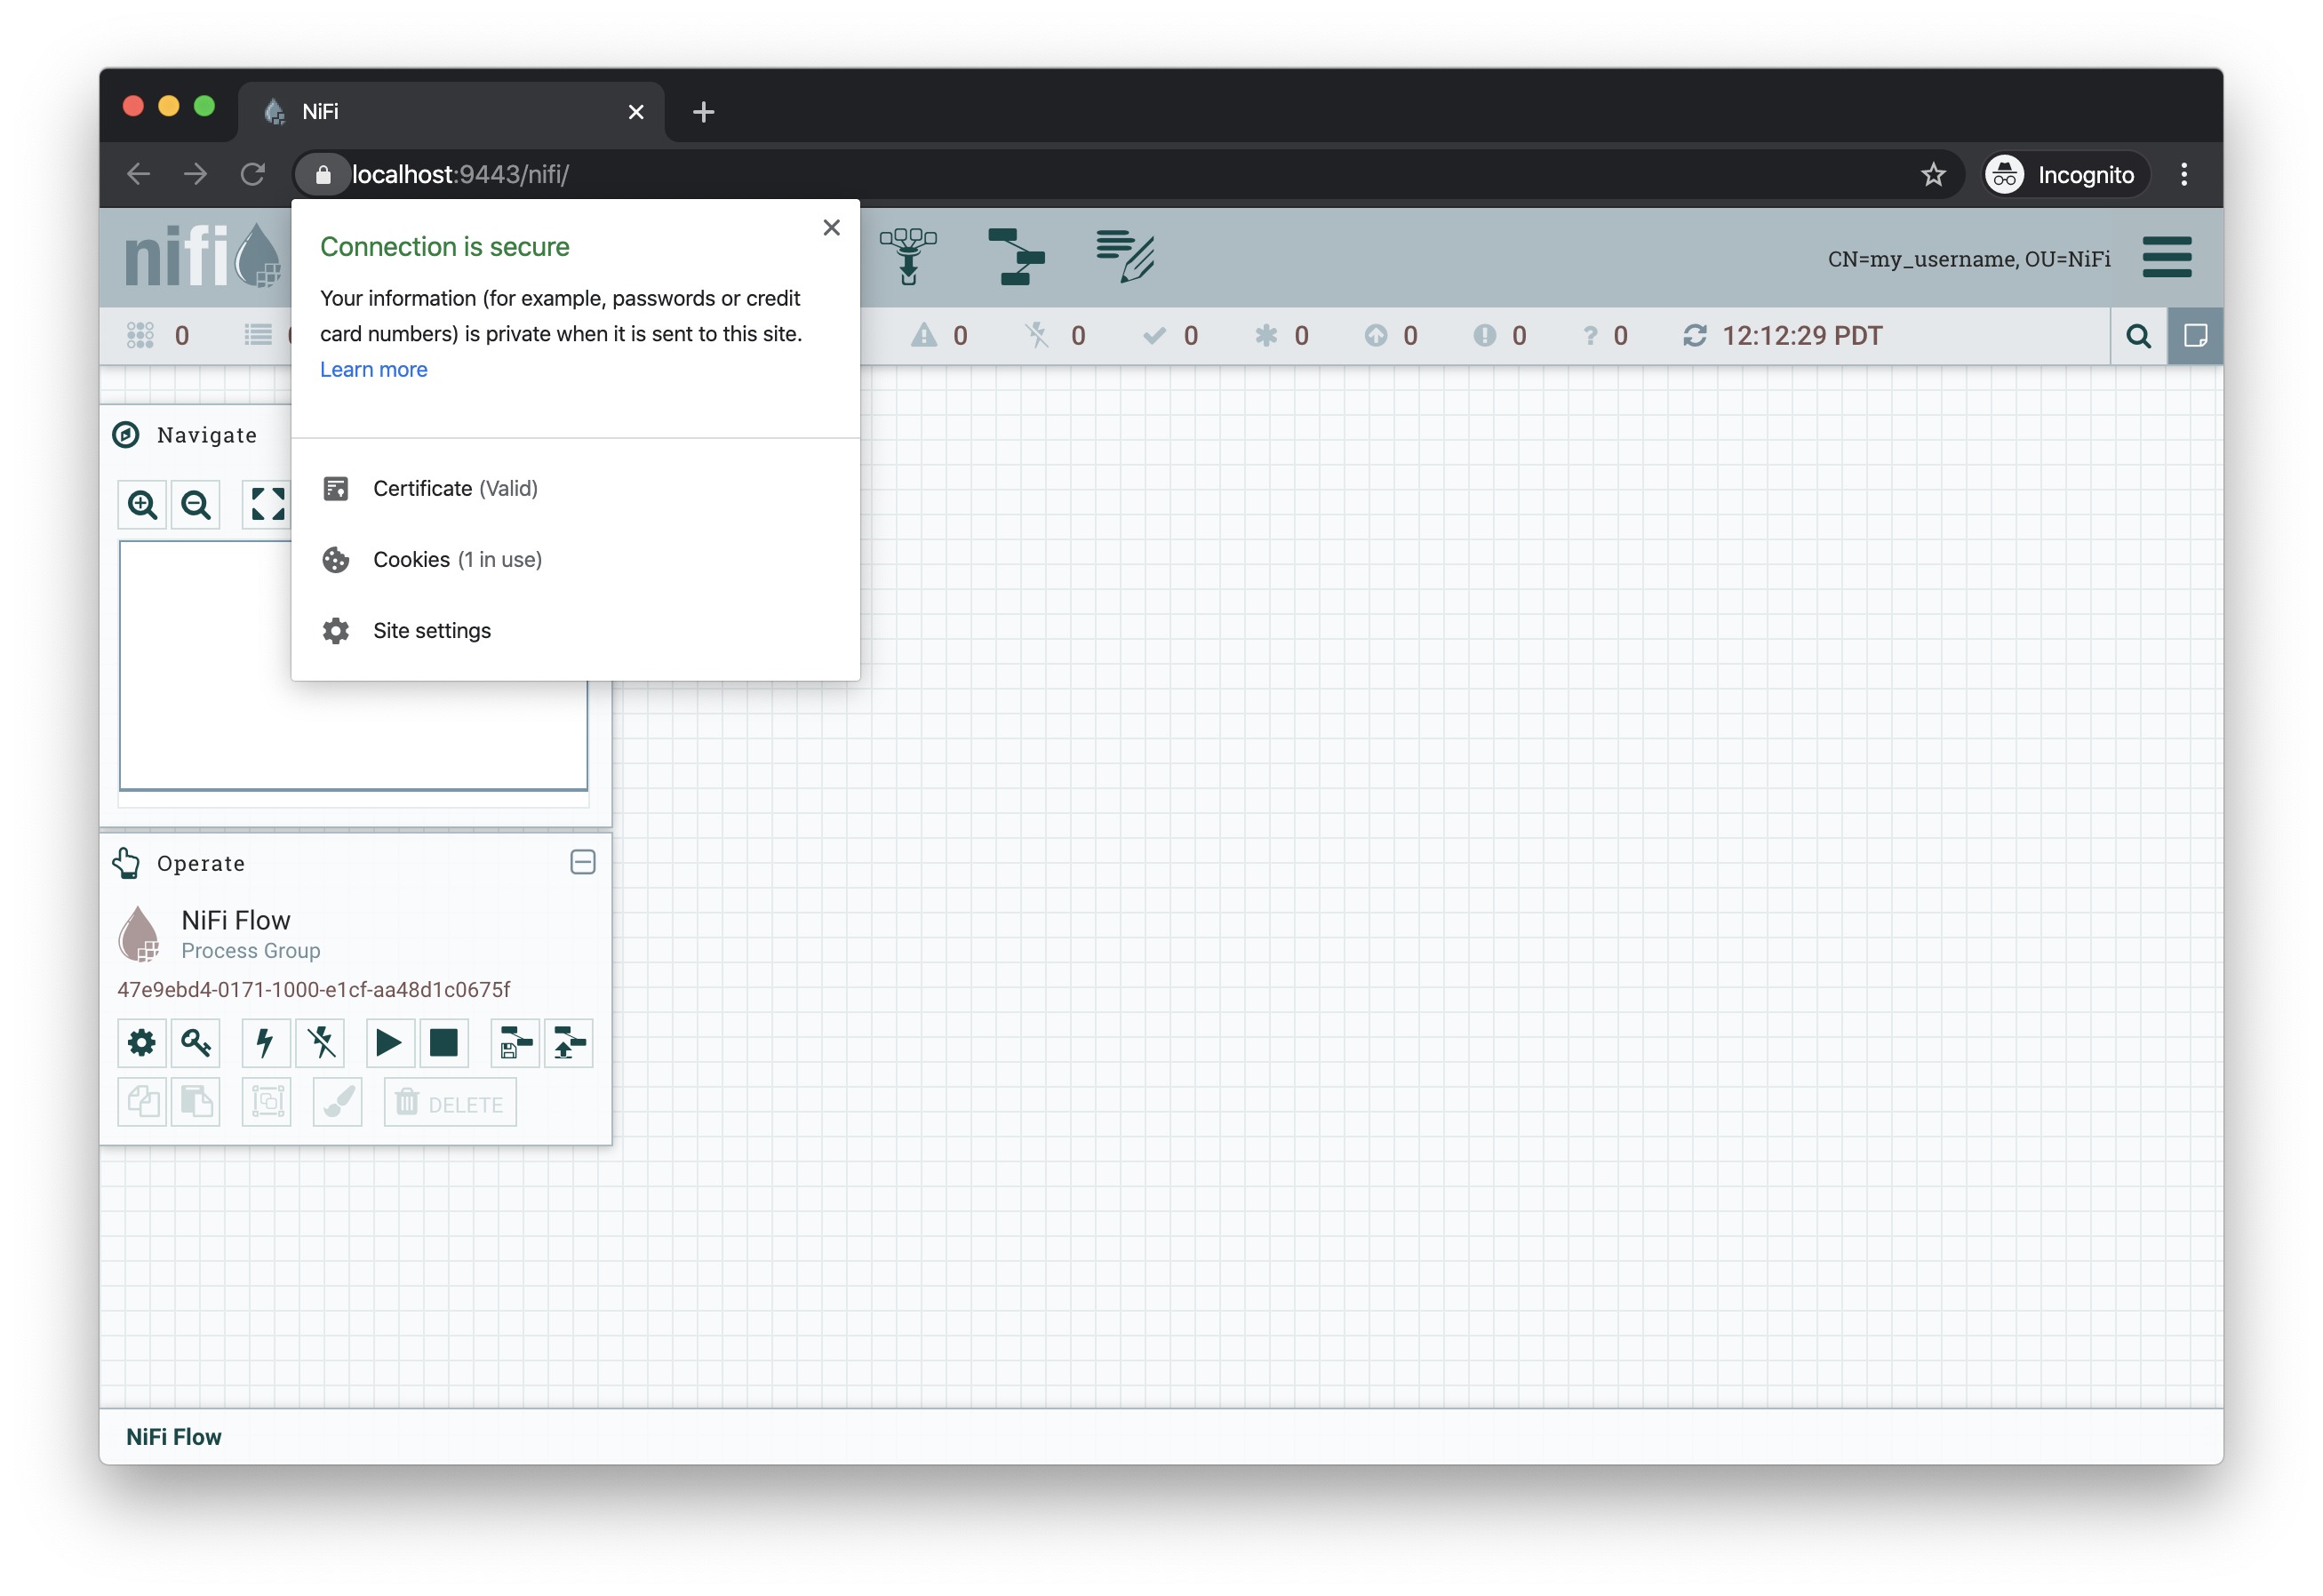 NiFi
localhost:9443/nifi/
Incognito
nifi
CN=my_username, OU=NiFi
Connection is secure
Your information (for example, passwords or credit
card numbers) is private when it is sent to this site.
Learn more
Certificate (Valid)
Cookies (1 in use)
Site settings
0
0
0
0
0
0
0
? 0
12:12:29 PDT
Navigate
Operate
NiFi Flow
Process Group
47e9ebd4-0171-1000-e1cf-aa48d1c0675f
DELETE
NiFi Flow